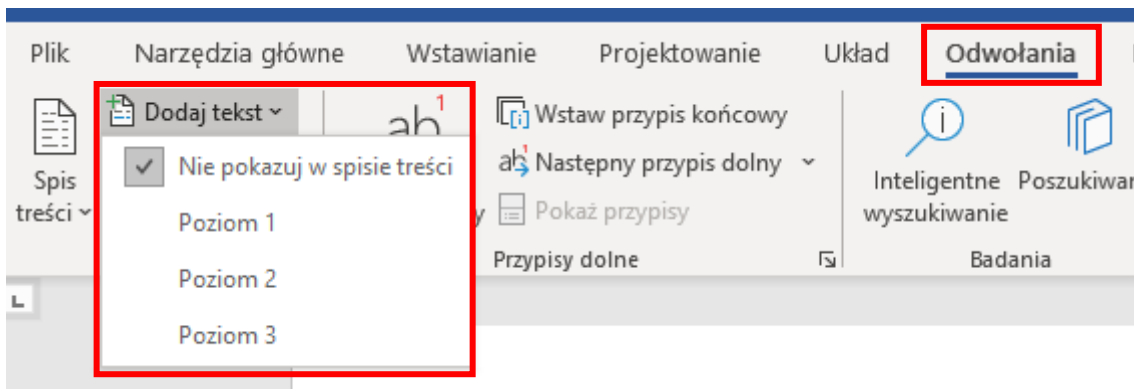 Plik Narzędzia główne Wstawianie Projektowanie Układ Odwołania
Dodaj tekst
Nie pokazuj w spisie treści
Poziom 1
Poziom 2
Poziom 3
Spis
treści
ab 1
Wstaw przypis końcowy
Następny przypis dolny
Pokaż przypisy
Przypisy dolne
Inteligentne
wyszukiwanie
Badania